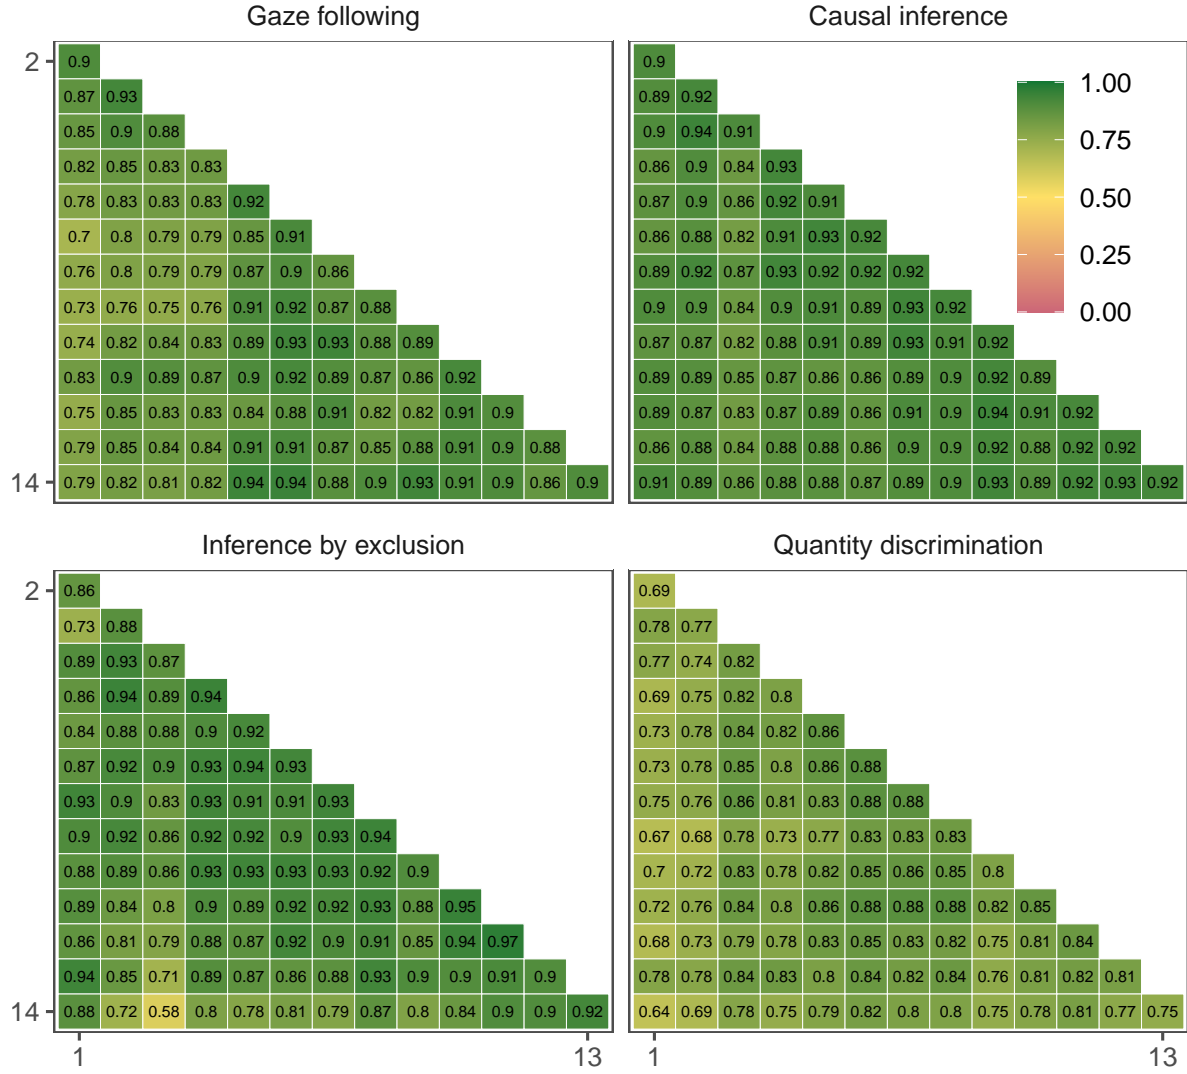 Gaze following
2
0.9
0.87 0.93
0.85 0.9 0.88
0.82 0.85 0.83 0.83
0.78 0.83 0.83 0.83 0.92
0.7 0.8 0.79 0.79 0.85 0.91
0.76 0.8 0.79 0.79 0.87 0.9 0.86
0.73 0.76 0.75 0.76 0.91 0.92 0.87 0.88
0.74 0.82 0.84 0.83 0.89 0.93 0.93 0.88 0.89
0.83 0.9 0.89 0.87 0.9 0.92 0.89 0.87 0.86 0.92
0.75 0.85 0.83 0.83 0.84 0.88 0.91 0.82 0.82 0.91 0.9
0.79 0.85 0.84 0.84 0.91 0.91 0.87 0.85 0.88 0.91 0.9 0.88
14
0.79 0.82 0.81 0.82 0.94 0.94 0.88 0.9 0.93 0.91 0.9 0.86 0.9
Causal inference
0.9
0.89 0.92
0.9 0.94 0.91
0.86 0.9 0.84 0.93
0.87 0.9 0.86 0.92 0.91
0.86 0.88 0.82 0.91 0.93 0.92
0.89 0.92 0.87 0.93 0.92 0.92 0.92
0.9 0.9 0.84 0.9 0.91 0.89 0.93 0.92
0.87 0.87 0.82 0.88 0.91 0.89 0.93 0.91 0.92
0.89 0.89 0.85 0.87 0.86 0.86 0.89 0.9 0.92 0.89
0.89 0.87 0.83 0.87 0.89 0.86 0.91 0.9 0.94 0.91 0.92
0.86 0.88 0.84 0.88 0.88 0.86 0.9 0.9 0.92 0.88 0.92 0.92
0.91 0.89 0.86 0.88 0.88 0.87 0.89 0.9 0.93 0.89 0.92 0.93 0.92
1.00
0.75
0.50
0.25
0.00
Inference by exclusion
2
0.86
0.73 0.88
0.89 0.93 0.87
0.86 0.94 0.89 0.94
0.84 0.88 0.88 0.9 0.92
0.87 0.92 0.9 0.93 0.94 0.93
0.93 0.9 0.83 0.93 0.91 0.91 0.93
0.9 0.92 0.86 0.92 0.92 0.9 0.93 0.94
0.88 0.89 0.86 0.93 0.93 0.93 0.93 0.92 0.9
0.89 0.84 0.8 0.9 0.89 0.92 0.92 0.93 0.88 0.95
0.86 0.81 0.79 0.88 0.87 0.92 0.9 0.91 0.85 0.94 0.97
0.94 0.85 0.71 0.89 0.87 0.86 0.88 0.93 0.9 0.9 0.91 0.9
14
0.88 0.72 0.58 0.8 0.78 0.81 0.79 0.87 0.8 0.84 0.9 0.9 0.92
1
13
Quantity discrimination
0.69
0.78 0.77
0.77 0.74 0.82
0.69 0.75 0.82 0.8
0.73 0.78 0.84 0.82 0.86
0.73 0.78 0.85 0.8 0.86 0.88
0.75 0.76 0.86 0.81 0.83 0.88 0.88
0.67 0.68 0.78 0.73 0.77 0.83 0.83 0.83
0.7 0.72 0.83 0.78 0.82 0.85 0.86 0.85 0.8
0.72 0.76 0.84 0.8 0.86 0.88 0.88 0.88 0.82 0.85
0.68 0.73 0.79 0.78 0.83 0.85 0.83 0.82 0.75 0.81 0.84
0.78 0.78 0.84 0.83 0.8 0.84 0.82 0.84 0.76 0.81 0.82 0.81
0.64 0.69 0.78 0.75 0.79 0.82 0.8 0.8 0.75 0.78 0.81 0.77 0.75
1
13